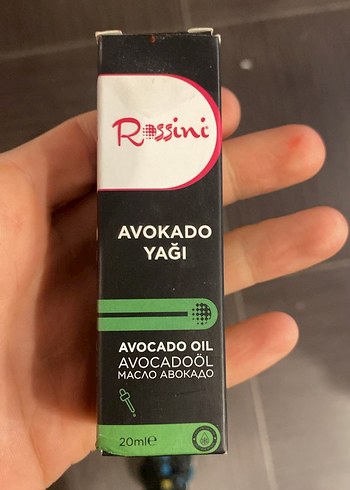 Rossini
AVOKADO
YAĞI
AVOCADO OIL
AVOCADOÖL
МАСЛО АВОКАДО
20ml℮